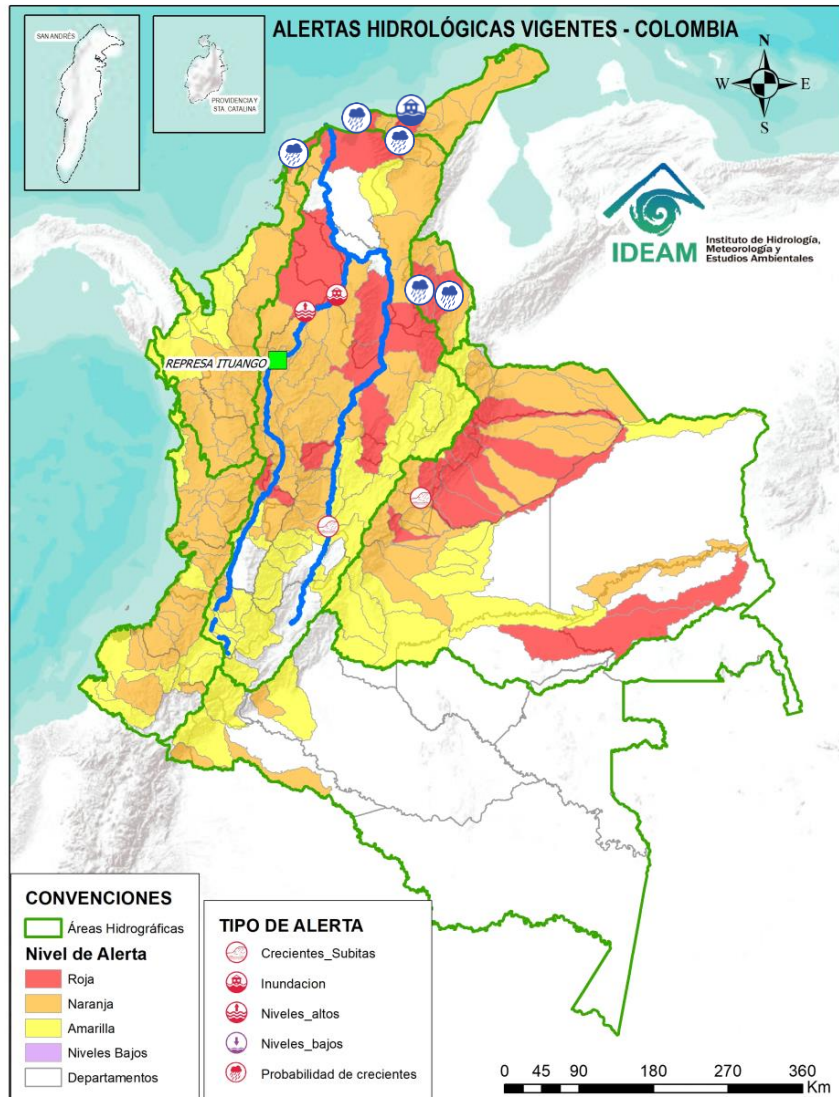 ALERTAS HIDROLÓGICAS VIGENTES - COLOMBIA
SAN ANDRÉS
PROVIDENCIA Y
STA. CATALINA
N
W
E
S
IDEAM
Instituto de Hidrología,
Meteorología y
Estudios Ambientales
REPRESA ITUANGO
CONVENCIONES
Áreas Hidrográficas
Nivel de Alerta
Roja
Naranja
Amarilla
Niveles Bajos
Departamentos
TIPO DE ALERTA
Crecientes_Subitas
Inundacion
Niveles_altos
Niveles_bajos
Probabilidad de crecientes
0 45 90 180 270 360
Km